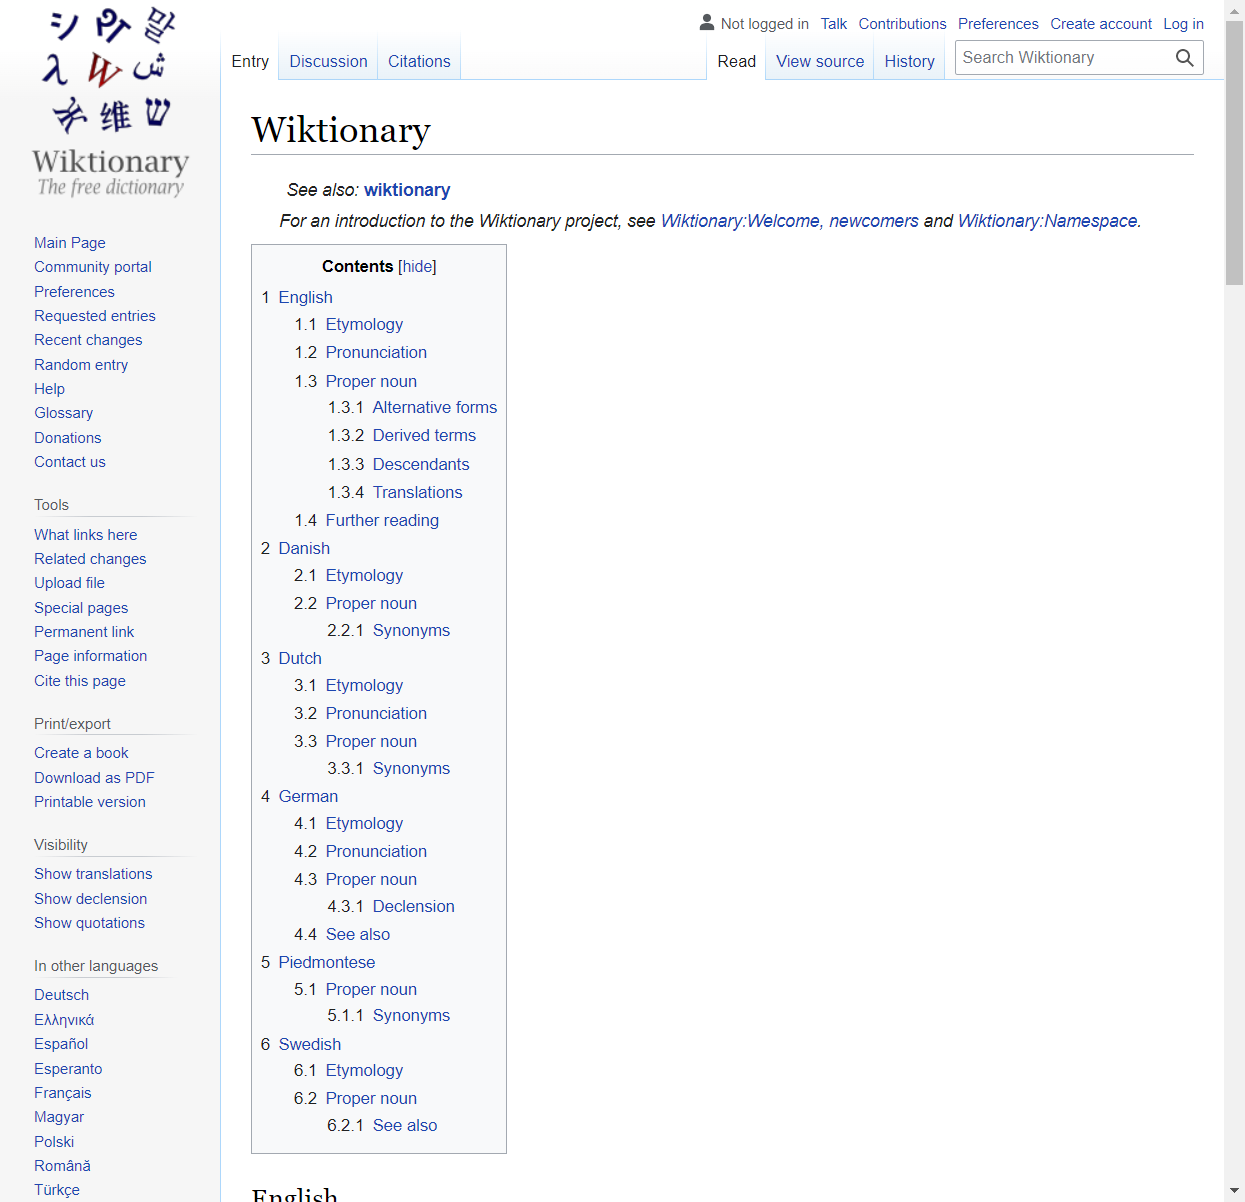 Wiktionary
The free dictionary
Not logged in Talk Contributions Preferences Create account Log in
Entry Discussion Citations Read View source History Search Wiktionary
Wiktionary
See also: wiktionary
For an introduction to the Wiktionary project, see Wiktionary:Welcome, newcomers and Wiktionary:Namespace.
Contents [hide]
1 English
1.1 Etymology
1.2 Pronunciation
1.3 Proper noun
1.3.1 Alternative forms
1.3.2 Derived terms
1.3.3 Descendants
1.3.4 Translations
1.4 Further reading
2 Danish
2.1 Etymology
2.2 Proper noun
2.2.1 Synonyms
3 Dutch
3.1 Etymology
3.2 Pronunciation
3.3 Proper noun
3.3.1 Synonyms
4 German
4.1 Etymology
4.2 Pronunciation
4.3 Proper noun
4.3.1 Declension
4.4 See also
5 Piedmontese
5.1 Proper noun
5.1.1 Synonyms
6 Swedish
6.1 Etymology
6.2 Proper noun
6.2.1 See also
English
Main Page
Community portal
Preferences
Requested entries
Recent changes
Random entry
Help
Glossary
Donations
Contact us
Tools
What links here
Related changes
Upload file
Special pages
Permanent link
Page information
Cite this page
Print/export
Create a book
Download as PDF
Printable version
Visibility
Show translations
Show declension
Show quotations
In other languages
Deutsch
Ελληνικά
Español
Esperanto
Français
Magyar
Polski
Română
Türkçe